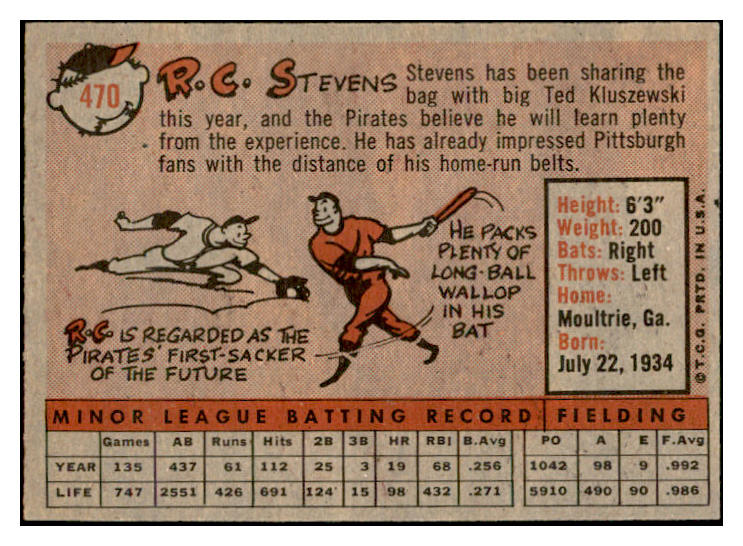 470
R.C. STEVENS
Stevens has been sharing the
bag with big Ted Kluszewski
this year, and the Pirates believe he will learn plenty
from the experience. He has already impressed Pittsburgh
fans with the distance of his home-run belts.
HE PACKS
PLENTY OF
LONG-BALL
WALLOP
IN HIS
BAT
R.C. IS REGARDED AS THE
PIRATES' FIRST-SACKER
OF THE FUTURE
Height: 6'3"
Weight: 200
Bats: Right
Throws: Left
Home:
Moultrie, Ga.
Born:
July 22, 1934
©T.C.G. PRTD. IN U.S.A.
MINOR LEAGUE BATTING RECORD FIELDING
Games AB Runs Hits 2B 3B HR RBI B.Avg PO A E F.Avg
YEAR 135 437 61 112 25 3 19 68 .256 1042 98 9 .992
LIFE 747 2551 426 691 124 15 98 432 .271 5910 490 90 .986